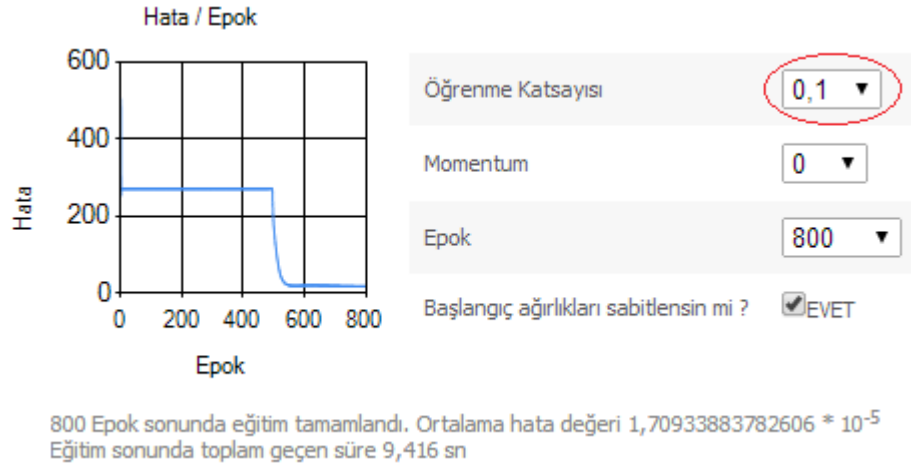 Hata / Epok
600
400
200
0
Hata
0 200 400 600 800
Epok
Öğrenme Katsayısı 0,1
Momentum 0
Epok 800
Başlangıç ağırlıkları sabitlensin mi ? EVET
800 Epok sonunda eğitim tamamlandı. Ortalama hata değeri 1,70933883782606 * 10⁻⁵
Eğitim sonunda toplam geçen süre 9,416 sn